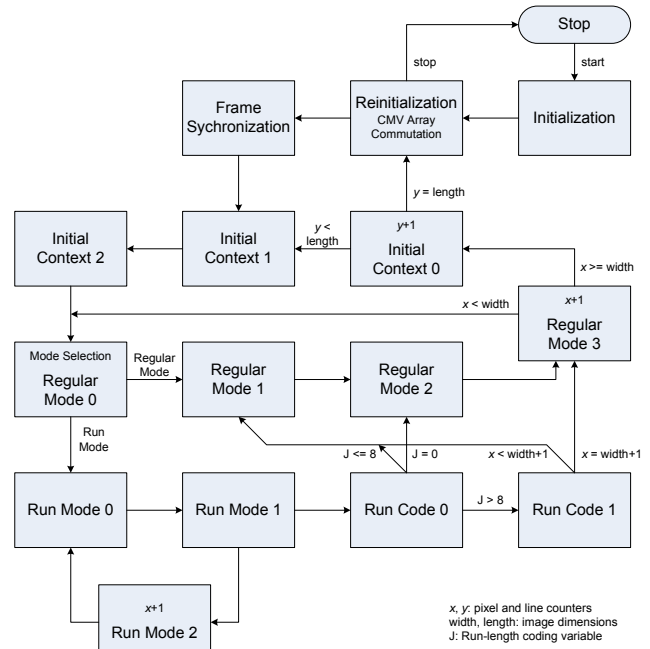 Stop
stop
start
Frame
Sychronization
Reinitialization
CMV Array
Commutation
Initialization
y = length
Initial
Context 2
Initial
Context 1
y <
length
y+1
Initial
Context 0
x >= width
x < width
x+1
Regular
Mode 3
Mode Selection
Regular
Mode 0
Regular
Mode
Regular
Mode 1
Regular
Mode 2
Run
Mode
J <= 8
J = 0
x < width+1
x = width+1
Run Mode 0
Run Mode 1
Run Code 0
J > 8
Run Code 1
x+1
Run Mode 2
x, y: pixel and line counters
width, length: image dimensions
J: Run-length coding variable